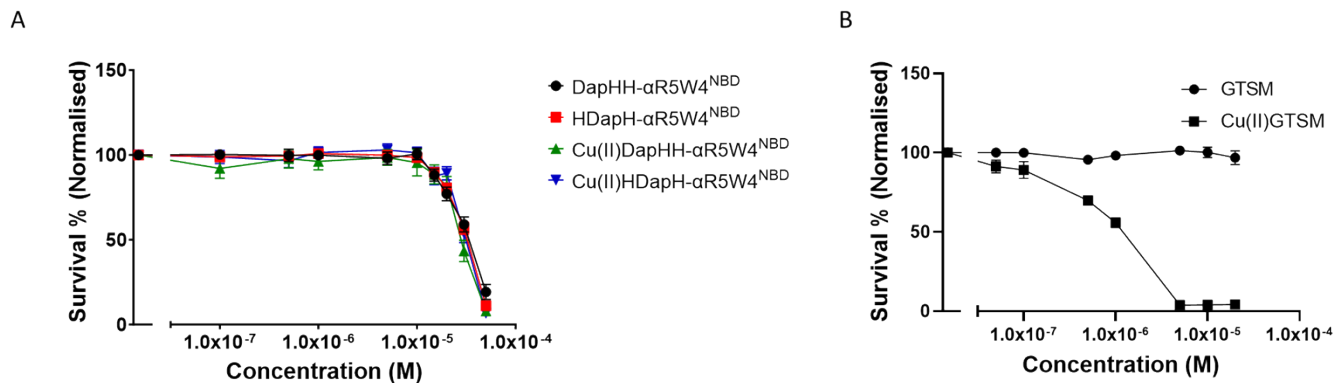 A
Survival % (Normalised)
150
100
50
0
1.0x10⁻⁷
1.0x10⁻⁶
1.0x10⁻⁵
1.0x10⁻⁴
Concentration (M)
DapHH-αR5W4ᴺᴮᴰ
HDapH-αR5W4ᴺᴮᴰ
Cu(II)DapHH-αR5W4ᴺᴮᴰ
Cu(II)HDapH-αR5W4ᴺᴮᴰ
B
Survival % (Normalised)
150
100
50
0
1.0x10⁻⁷
1.0x10⁻⁶
1.0x10⁻⁵
1.0x10⁻⁴
Concentration (M)
GTSM
Cu(II)GTSM